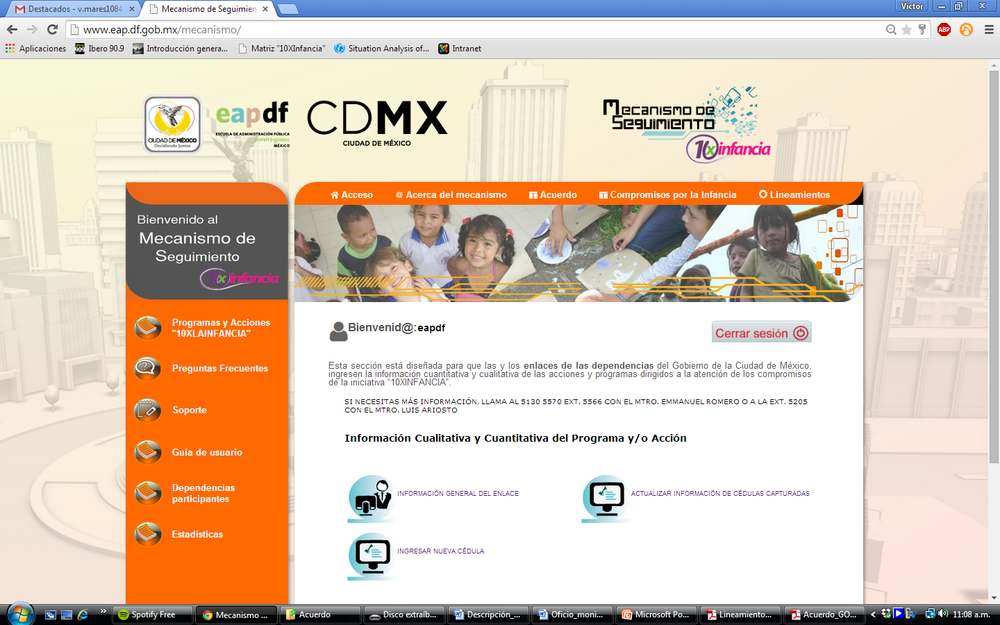 Destacados - v.mares1084
Mecanismo de Seguimien
Victor
www.eap.df.gob.mx/mecanismo/
ABP
Aplicaciones
Ibero 90.9
Introducción genera...
Matriz "10XInfancia"
Situation Analysis of...
Intranet
CIUDAD DE MÉXICO
Decidiendo Juntos
eapdf
ESCUELA DE ADMINISTRACIÓN PÚBLICA
DISTRITO FEDERAL
MÉXICO
CDMX
CIUDAD DE MÉXICO
Mecanismo de
Seguimiento
10xinfancia
Acceso
@ Acerca del mecanismo
Acuerdo
Compromisos por la Infancia
Lineamientos
Bienvenido al
Mecanismo de
Seguimiento
10xinfancia
Programas y Acciones
"10XLAINFANCIA"
Preguntas Frecuentes
Soporte
Guía de usuario
Dependencias
participantes
Estadísticas
Bienvenid@:eapdf
Cerrar sesión
Esta sección está diseñada para que las y los enlaces de las dependencias del Gobierno de la Ciudad de México,
ingresen la información cuantitativa y cualitativa de las acciones y programas dirigidos a la atención de los compromisos
de la iniciativa “10XINFANCIA”.
SI NECESITAS MÁS INFORMACIÓN, LLAMA AL 5130 5570 EXT. 5566 CON EL MTRO. EMMANUEL ROMERO O A LA EXT. 5205
CON EL MTRO. LUIS ARIOSTO
Información Cualitativa y Cuantitativa del Programa y/o Acción
INFORMACIÓN GENERAL DEL ENLACE
ACTUALIZAR INFORMACIÓN DE CÉDULAS CAPTURADAS
INGRESAR NUEVA CÉDULA
Spotify Free
Mecanismo ...
Acuerdo
Disco extraíb...
Descripción_...
Oficio_moni...
Microsoft Po...
Lineamiento...
Acuerdo_GO...
11:08 a.m.